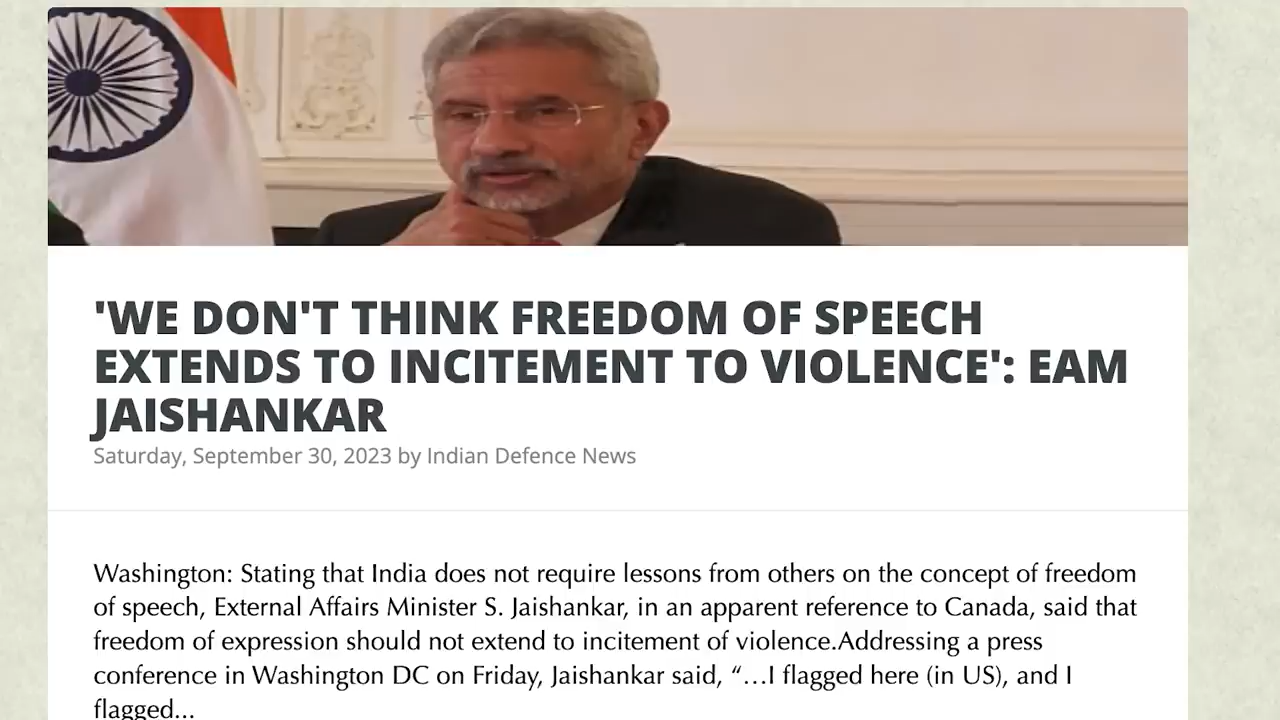 'WE DON'T THINK FREEDOM OF SPEECH
EXTENDS TO INCITEMENT TO VIOLENCE': EAM
JAISHANKAR
Saturday, September 30, 2023 by Indian Defence News
Washington: Stating that India does not require lessons from others on the concept of freedom
of speech, External Affairs Minister S. Jaishankar, in an apparent reference to Canada, said that
freedom of expression should not extend to incitement of violence.Addressing a press
conference in Washington DC on Friday, Jaishankar said, “…I flagged here (in US), and I
flagged...